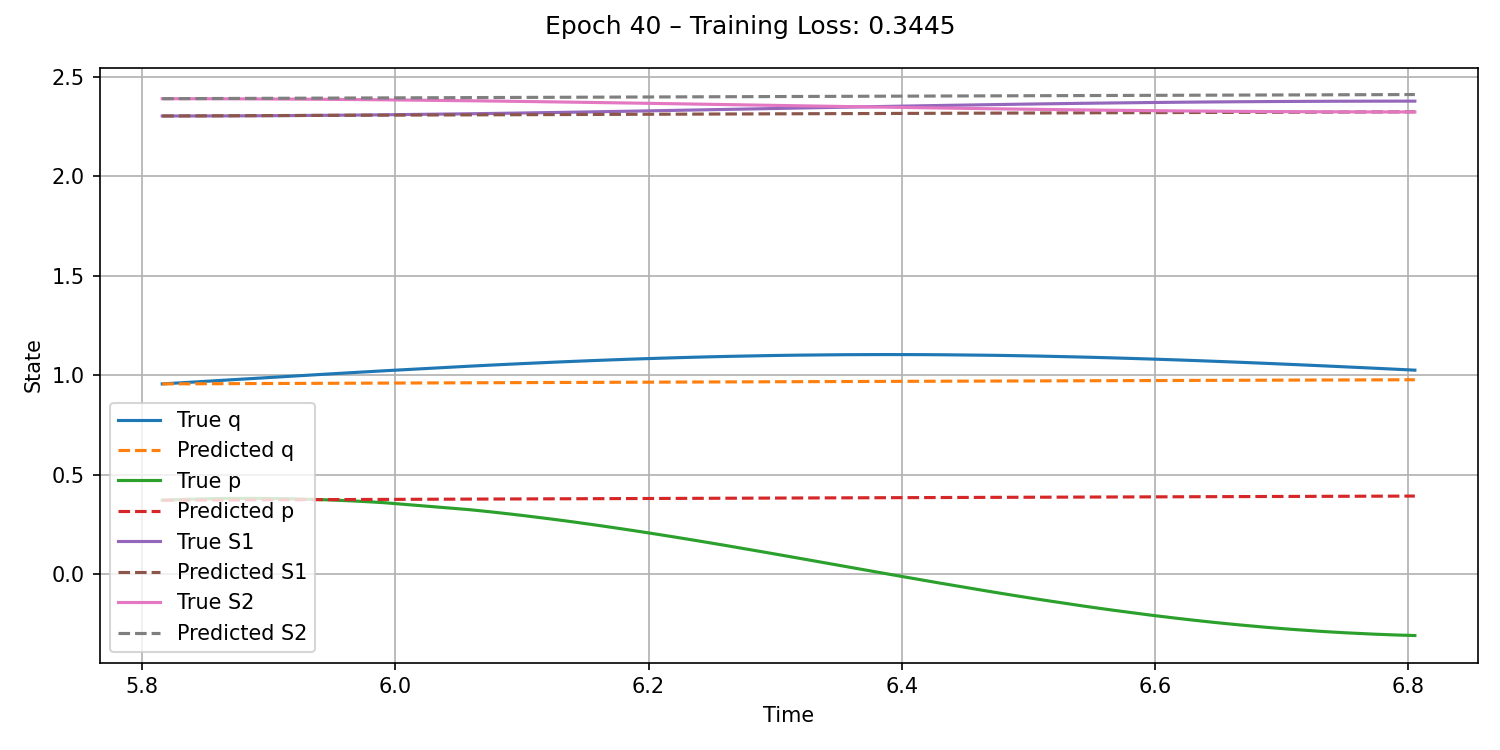 Epoch 40 – Training Loss: 0.3445
2.5
2.0
1.5
1.0
0.5
0.0
State
True q
Predicted q
True p
Predicted p
True S1
Predicted S1
True S2
Predicted S2
5.8 6.0 6.2 6.4 6.6 6.8
Time